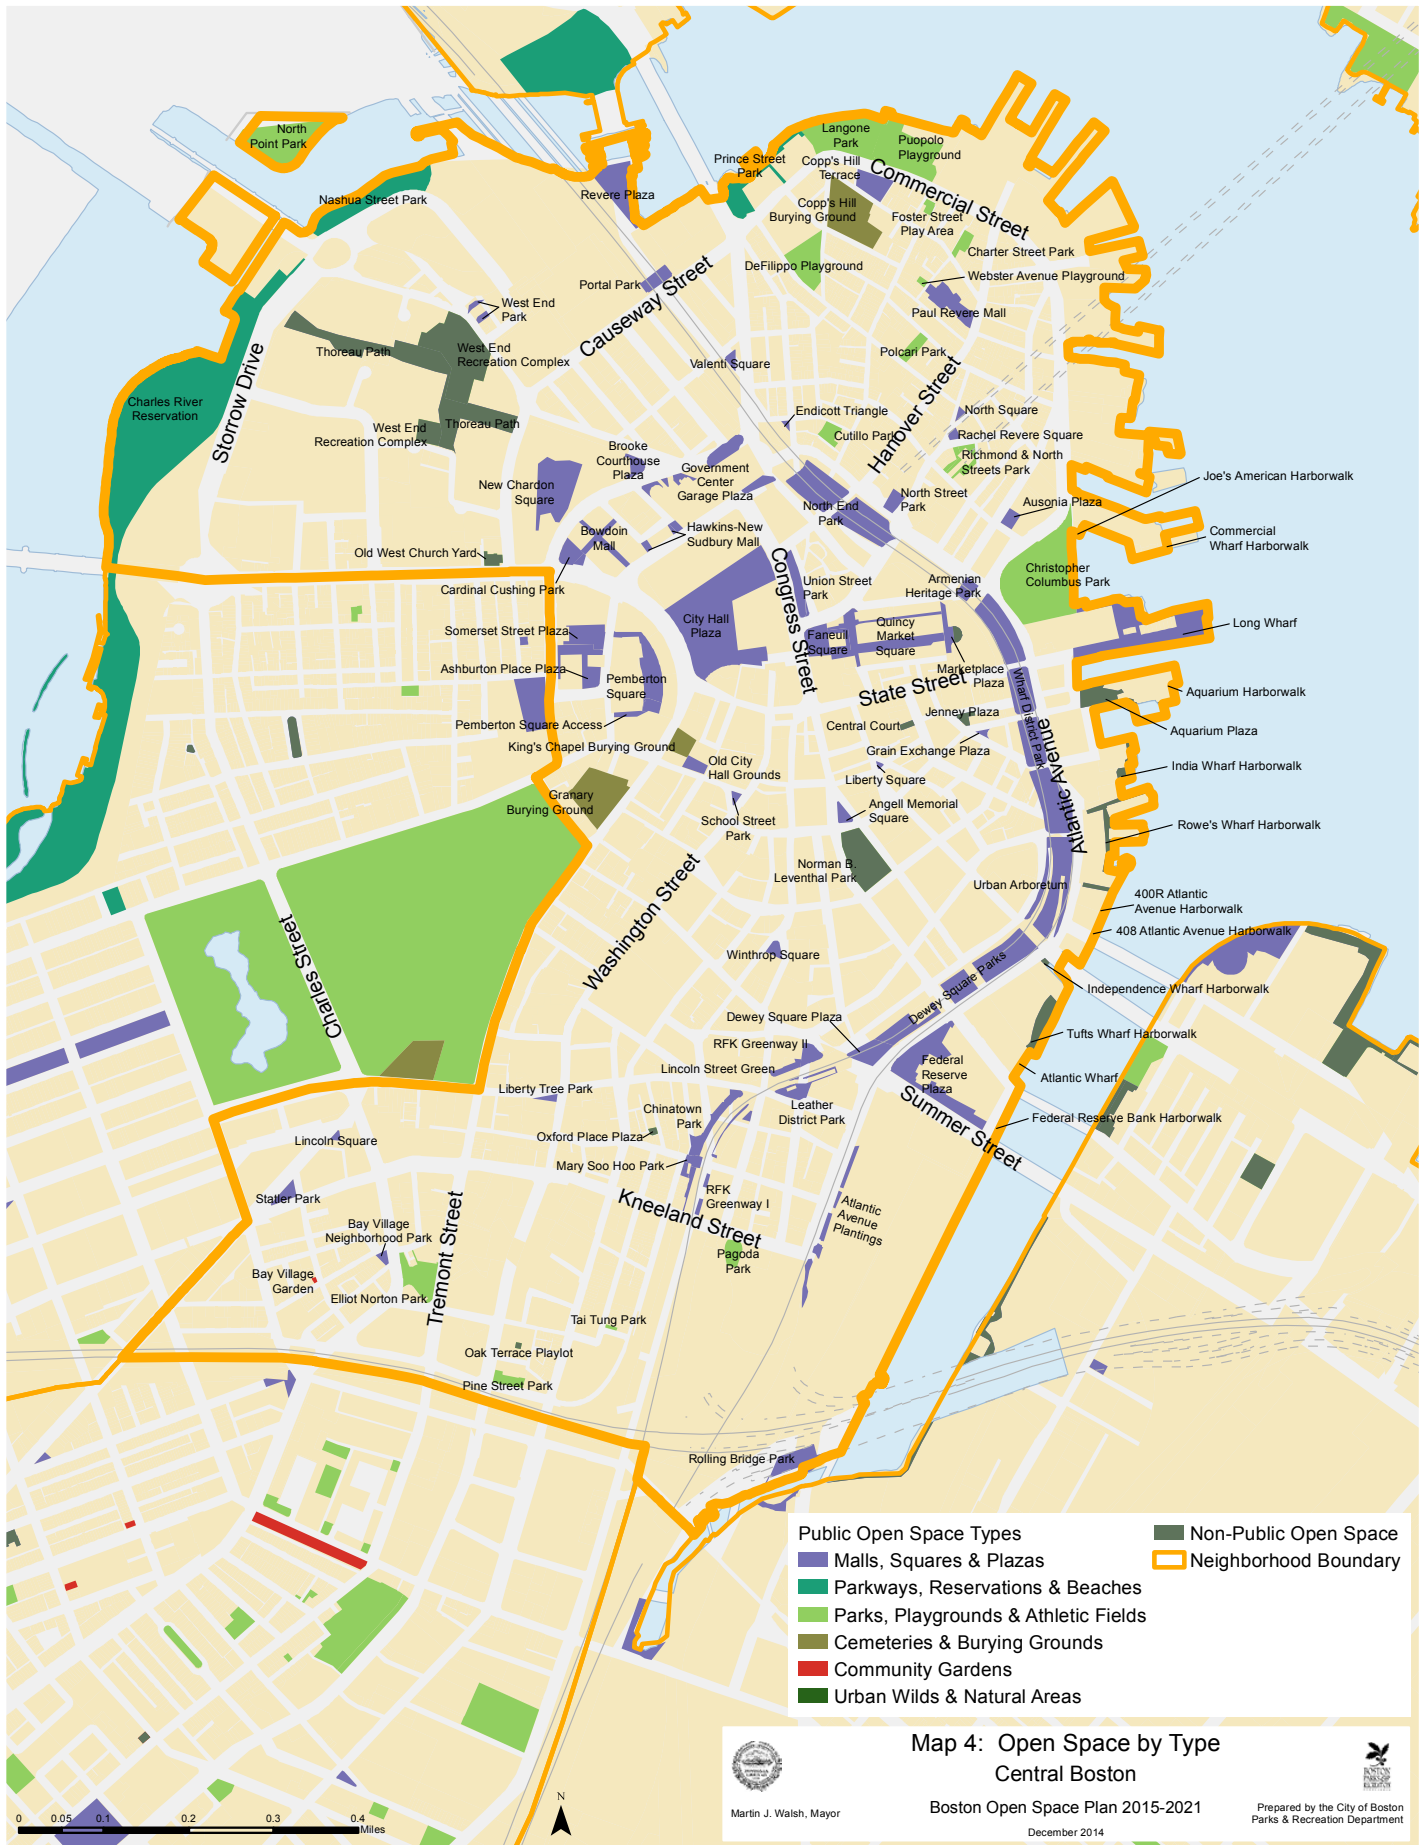 North
Point Park
Nashua Street Park
Revere Plaza
Prince Street
Park
Langone
Park
Puopolo
Playground
Copp's Hill
Terrace
Commercial Street
Copp's Hill
Burying Ground
Foster Street
Play Area
Charter Street Park
DeFilippo Playground
Webster Avenue Playground
Paul Revere Mall
Portal Park
Causeway Street
West End
Park
Thoreau Path
West End
Recreation Complex
Storrow Drive
Valenti Square
Polcari Park
Hanover Street
Charles River
Reservation
West End
Recreation Complex
Thoreau Path
Endicott Triangle
Cutillo Park
North Square
Rachel Revere Square
Richmond & North
Streets Park
Brooke
Courthouse
Plaza
Government
Center
Garage Plaza
New Chardon
Square
North End
Park
North Street
Park
Ausonia Plaza
Joe's American Harborwalk
Commercial
Wharf Harborwalk
Bowdoin
Mall
Hawkins-New
Sudbury Mall
Old West Church Yard
Cardinal Cushing Park
Congress Street
Union Street
Park
Armenian
Heritage Park
Christopher
Columbus Park
Somerset Street Plaza
City Hall
Plaza
Faneuil
Square
Quincy
Market
Square
Long Wharf
Ashburton Place Plaza
Pemberton
Square
State Street
Marketplace
Plaza
Wharf District Park
Aquarium Harborwalk
Pemberton Square Access
Central Court
Jenney Plaza
Aquarium Plaza
King's Chapel Burying Ground
Grain Exchange Plaza
Atlantic Avenue
Old City
Hall Grounds
Liberty Square
India Wharf Harborwalk
Granary
Burying Ground
School Street
Park
Angell Memorial
Square
Rowe's Wharf Harborwalk
Washington Street
Norman B.
Leventhal Park
Urban Arboretum
400R Atlantic
Avenue Harborwalk
408 Atlantic Avenue Harborwalk
Charles Street
Winthrop Square
Dewey Square Parks
Independence Wharf Harborwalk
Dewey Square Plaza
Tufts Wharf Harborwalk
RFK Greenway II
Lincoln Street Green
Federal
Reserve
Plaza
Atlantic Wharf
Liberty Tree Park
Chinatown
Park
Leather
District Park
Summer Street
Federal Reserve Bank Harborwalk
Lincoln Square
Oxford Place Plaza
Mary Soo Hoo Park
Statler Park
RFK
Greenway I
Kneeland Street
Atlantic
Avenue
Plantings
Bay Village
Neighborhood Park
Tremont Street
Pagoda
Park
Bay Village
Garden
Elliot Norton Park
Tai Tung Park
Oak Terrace Playlot
Pine Street Park
Rolling Bridge Park
Public Open Space Types
Malls, Squares & Plazas
Parkways, Reservations & Beaches
Parks, Playgrounds & Athletic Fields
Cemeteries & Burying Grounds
Community Gardens
Urban Wilds & Natural Areas
Non-Public Open Space
Neighborhood Boundary
Map 4: Open Space by Type
Central Boston
Boston Open Space Plan 2015-2021
December 2014
Martin J. Walsh, Mayor
BOSTON
Prepared by the City of Boston
Parks & Recreation Department
0 0.05 0.1 0.2 0.3 0.4
Miles
N